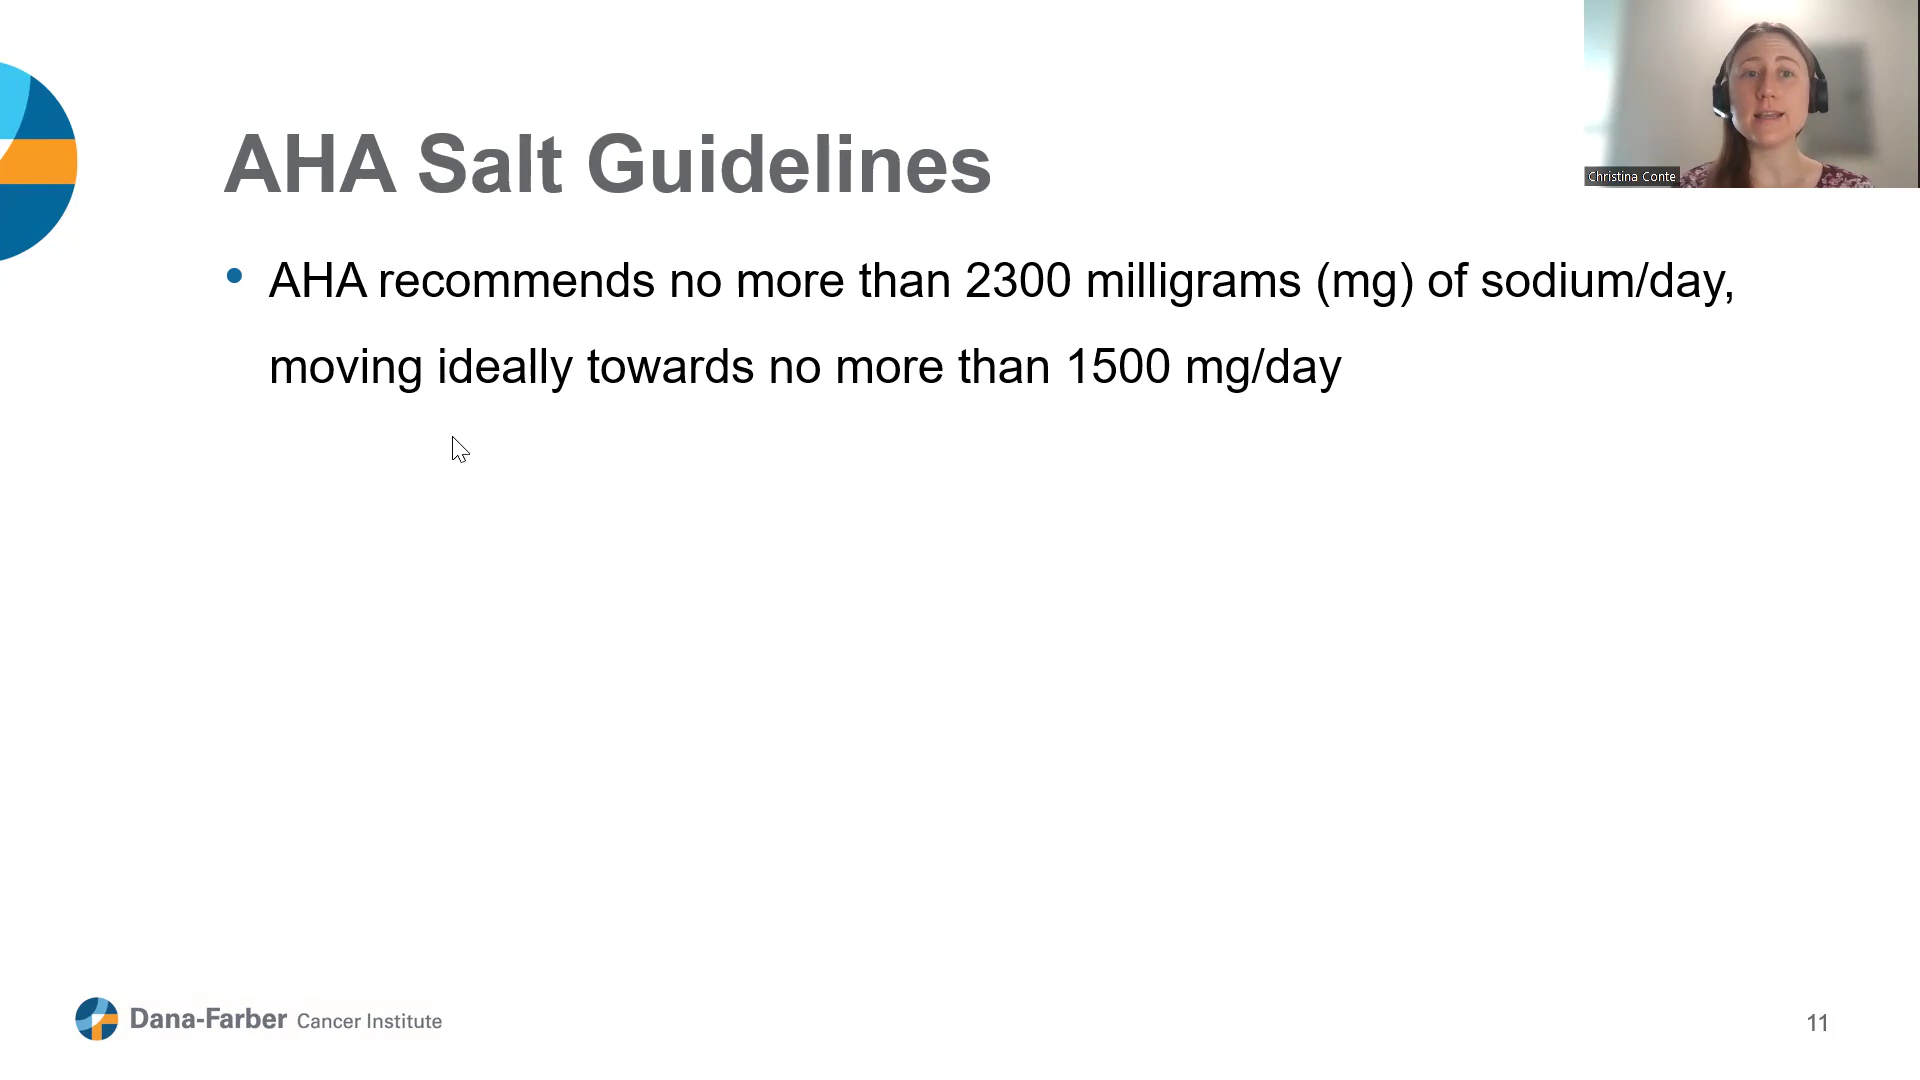 Christina Conte
AHA Salt Guidelines
• AHA recommends no more than 2300 milligrams (mg) of sodium/day,
moving ideally towards no more than 1500 mg/day
Dana-Farber Cancer Institute
11